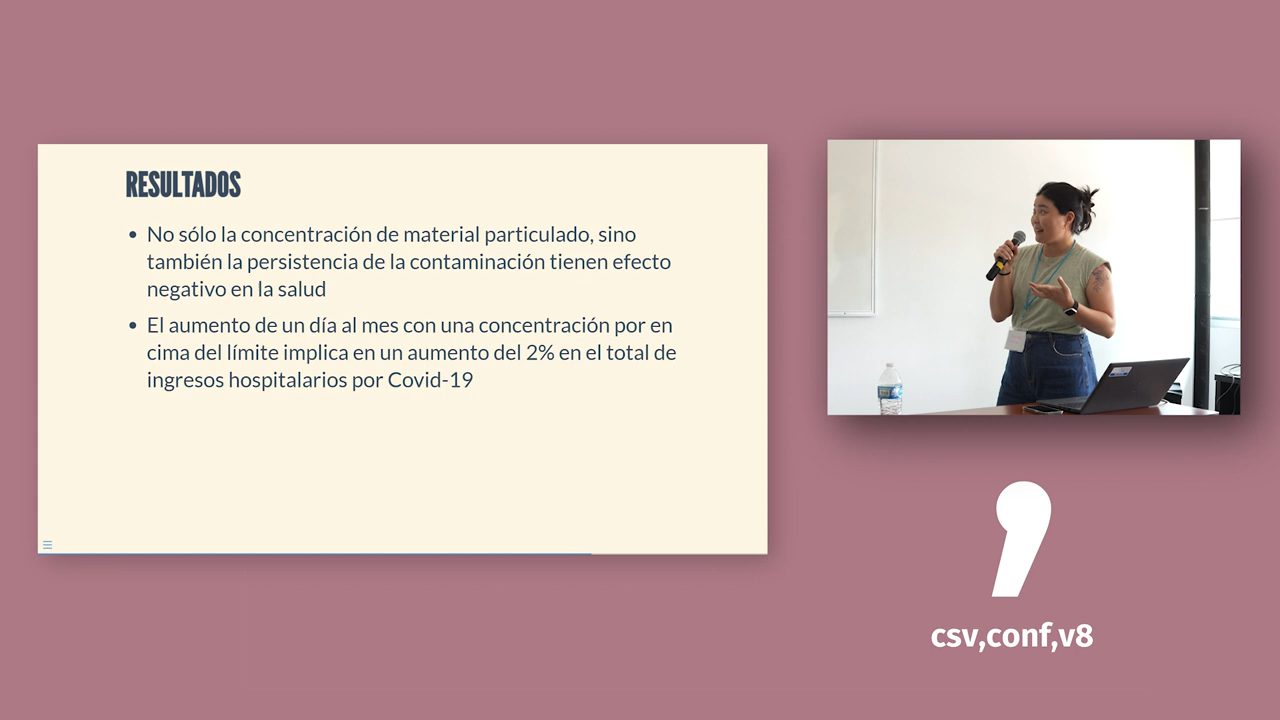 RESULTADOS
• No sólo la concentración de material particulado, sino
también la persistencia de la contaminación tienen efecto
negativo en la salud
• El aumento de un día al mes con una concentración por en
cima del límite implica en un aumento del 2% en el total de
ingresos hospitalarios por Covid-19
csv,conf,v8